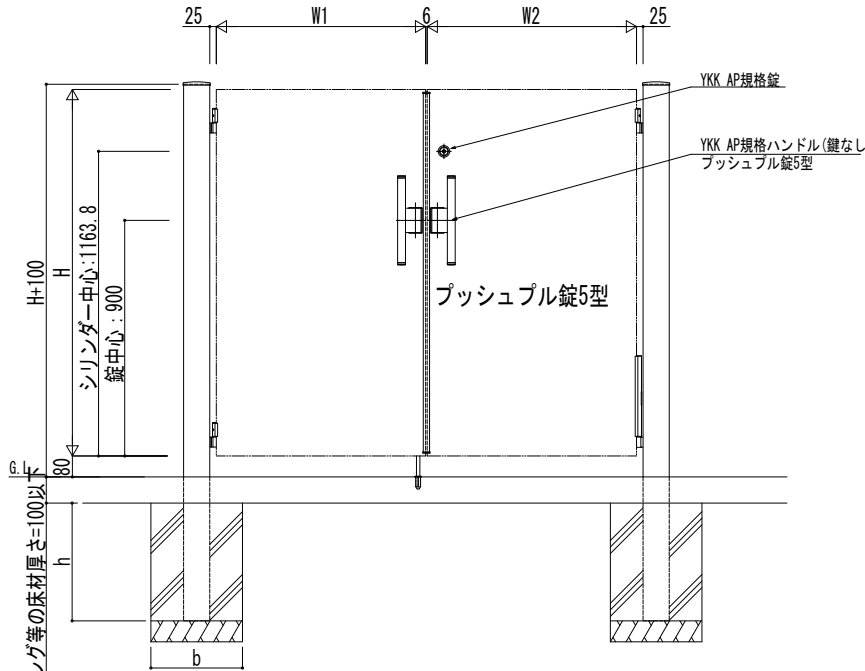 25 W1 6 W2 25
YKK AP規格錠
YKK AP規格ハンドル(鍵なし
プッシュプル錠5型
プッシュプル錠5型
H+100
H
シリンダー中心:1163.8
錠中心:900
G.L
80
ング等の床材厚さ=100以下
h
b